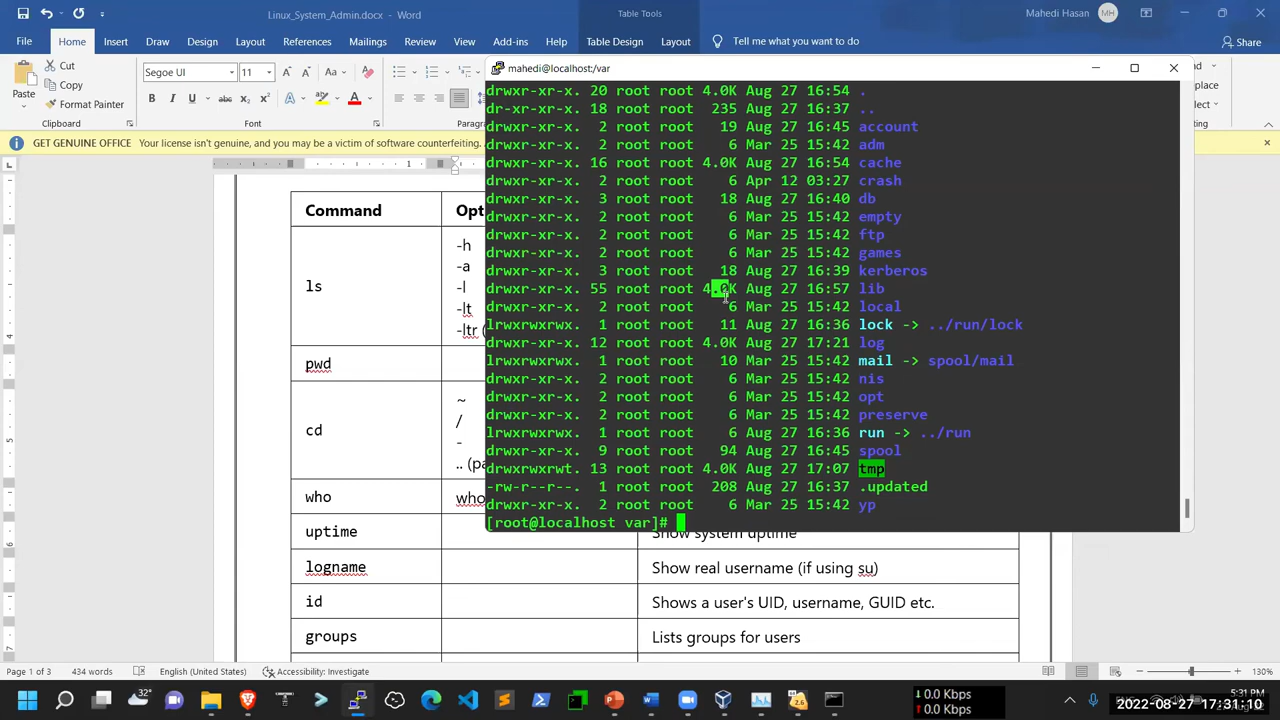 Linux_System_Admin.docx - Word
Table Tools
Mahedi Hasan
MH
File Home Insert Draw Design Layout References Mailings Review View Add-ins Help Table Design Layout Tell me what you want to do Share
Paste
Cut
Copy
Format Painter
Clipboard
Segoe UI 11
Font
GET GENUINE OFFICE Your license isn't genuine, and you may be a victim of software counterfeiting.
mahedi@localhost:/var
drwxr-xr-x. 20 root root 4.0K Aug 27 16:54 .
dr-xr-xr-x. 18 root root 235 Aug 27 16:37 ..
drwxr-xr-x. 2 root root 19 Aug 27 16:45 account
drwxr-xr-x. 2 root root 6 Mar 25 15:42 adm
drwxr-xr-x. 16 root root 4.0K Aug 27 16:54 cache
drwxr-xr-x. 2 root root 6 Apr 12 03:27 crash
drwxr-xr-x. 3 root root 18 Aug 27 16:40 db
drwxr-xr-x. 2 root root 6 Mar 25 15:42 empty
drwxr-xr-x. 2 root root 6 Mar 25 15:42 ftp
drwxr-xr-x. 2 root root 6 Mar 25 15:42 games
drwxr-xr-x. 3 root root 18 Aug 27 16:39 kerberos
drwxr-xr-x. 55 root root 4.0K Aug 27 16:57 lib
drwxr-xr-x. 2 root root 6 Mar 25 15:42 local
lrwxrwxrwx. 1 root root 11 Aug 27 16:36 lock -> ../run/lock
drwxr-xr-x. 12 root root 4.0K Aug 27 17:21 log
lrwxrwxrwx. 1 root root 10 Mar 25 15:42 mail -> spool/mail
drwxr-xr-x. 2 root root 6 Mar 25 15:42 nis
drwxr-xr-x. 2 root root 6 Mar 25 15:42 opt
drwxr-xr-x. 2 root root 6 Mar 25 15:42 preserve
lrwxrwxrwx. 1 root root 6 Aug 27 16:36 run -> ../run
drwxr-xr-x. 9 root root 94 Aug 27 16:45 spool
drwxrwxrwt. 13 root root 4.0K Aug 27 17:07 tmp
-rw-r--r--. 1 root root 208 Aug 27 16:37 .updated
drwxr-xr-x. 2 root root 6 Mar 25 15:42 yp
[root@localhost var]#
Command Opt
ls
-h
-a
-l
-lt
-ltr (
pwd
cd
~
/
-
.. (pa
who who
uptime Show system uptime
logname Show real username (if using su)
id Shows a user's UID, username, GUID etc.
groups Lists groups for users
Page 1 of 3 434 words English (United States) Accessibility: Investigate 130%
32°
0.0 Kbps
0.0 Kbps
5:31 PM
2022-08-27 17:31:10